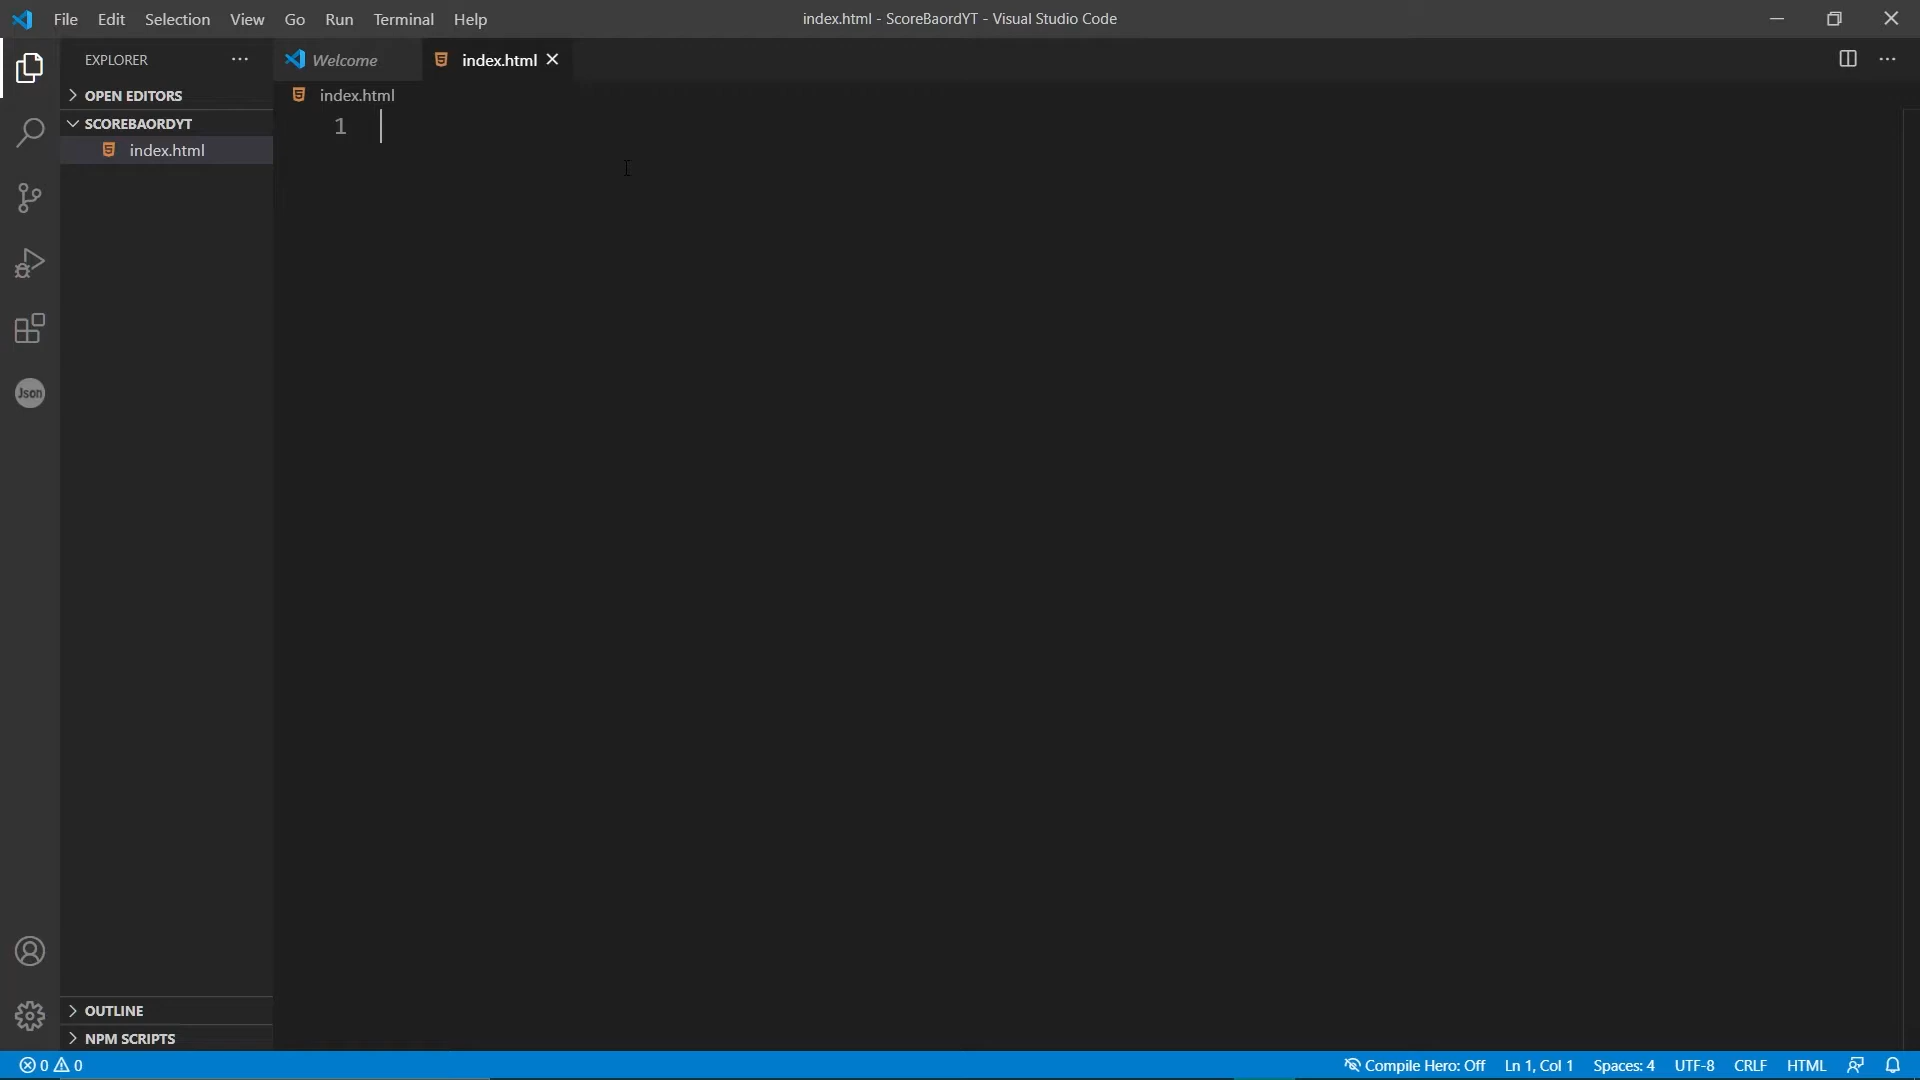 File Edit Selection View Go Run Terminal Help
index.html - ScoreBaordYT - Visual Studio Code
EXPLORER
Welcome
index.html
OPEN EDITORS
index.html
SCOREBAORDYT
1
index.html
Json
OUTLINE
NPM SCRIPTS
0 0
Compile Hero: Off Ln 1, Col 1 Spaces: 4 UTF-8 CRLF HTML